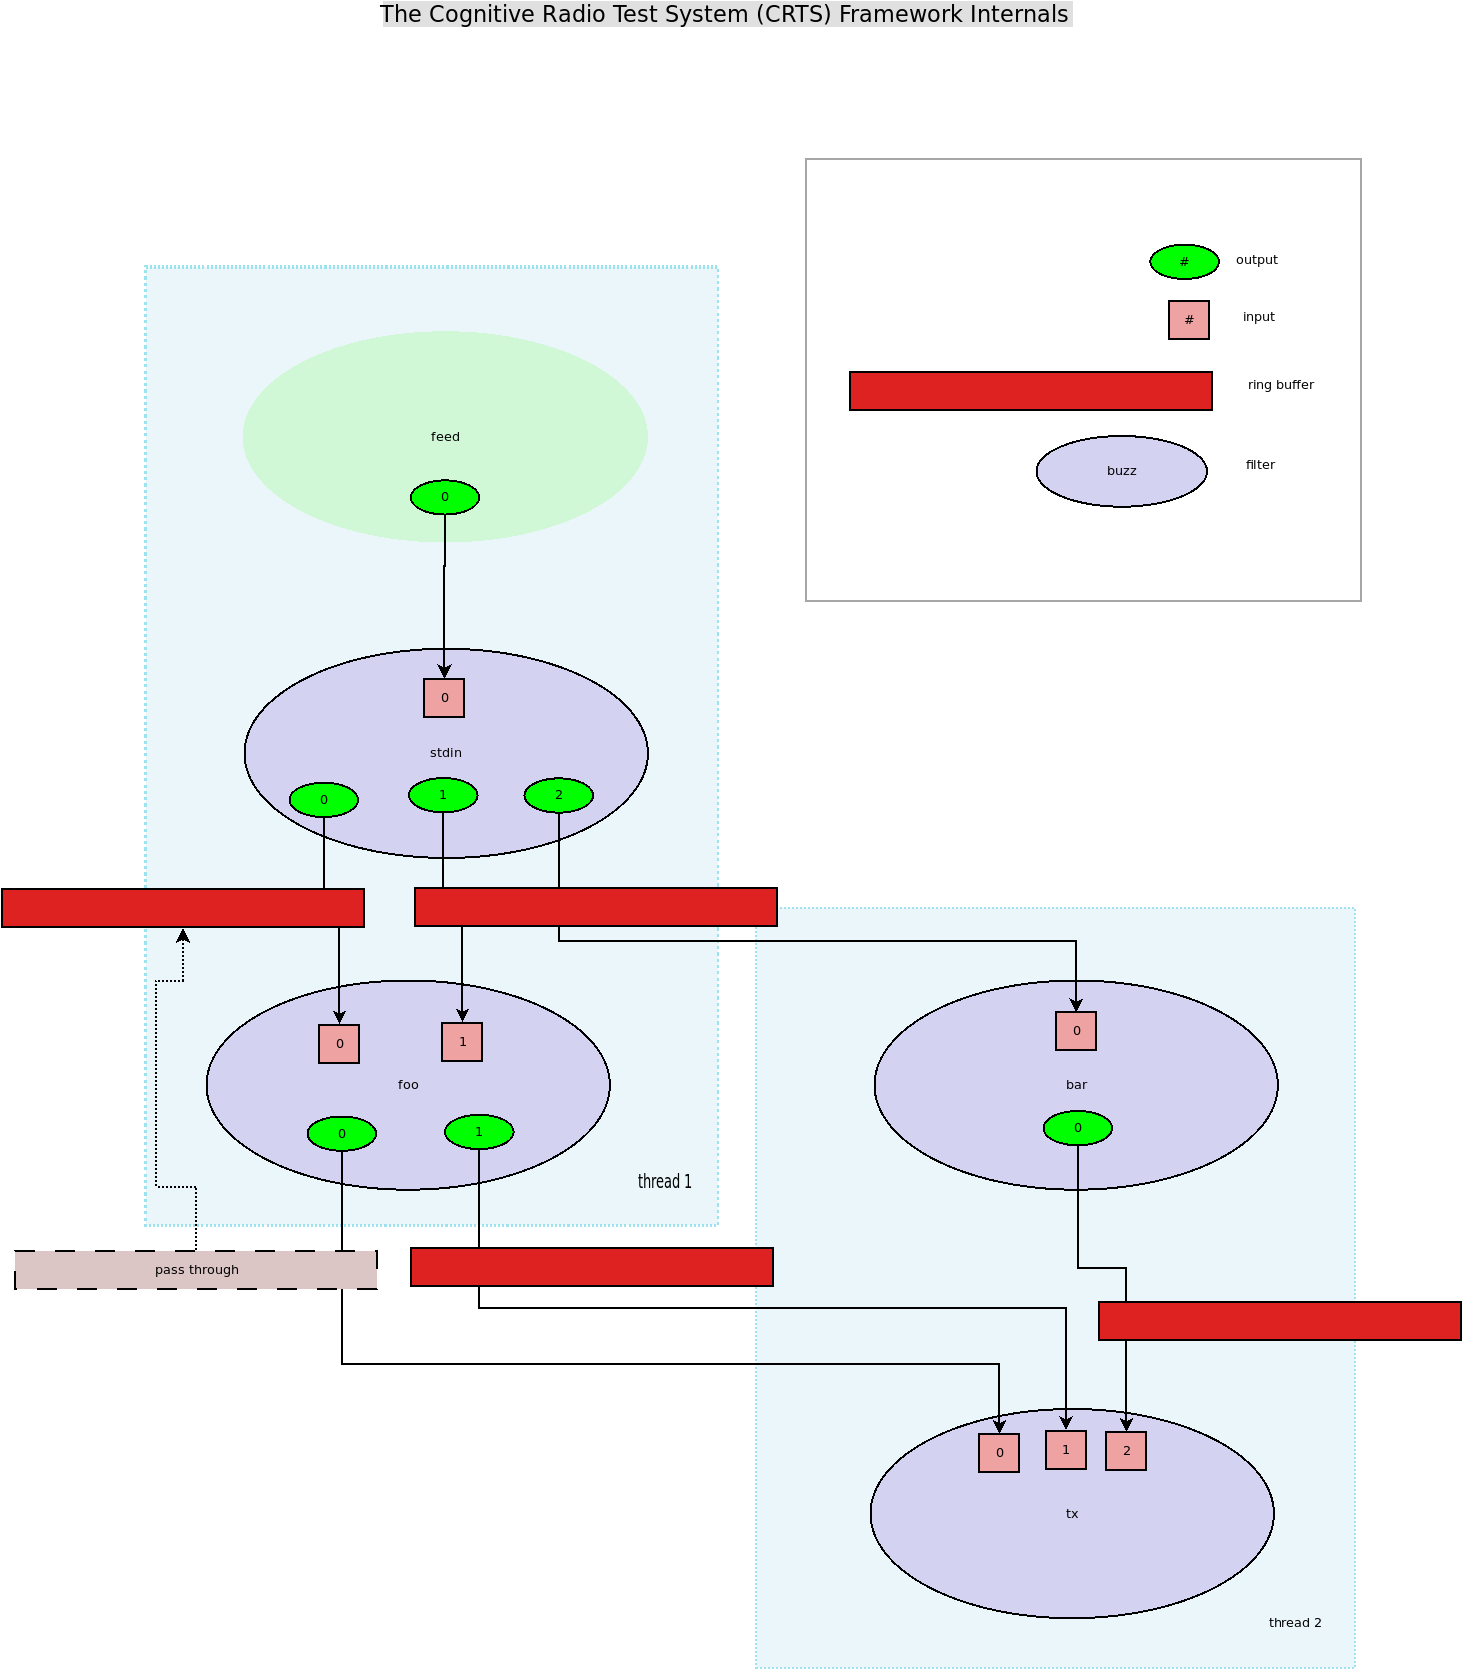 The Cognitive Radio Test System (CRTS) Framework Internals
# output
# input
ring buffer
buzz filter
feed
0
0
stdin
0 1 2
0 1 0
foo bar
0 1 0
thread 1
pass through
0 1 2
tx
thread 2